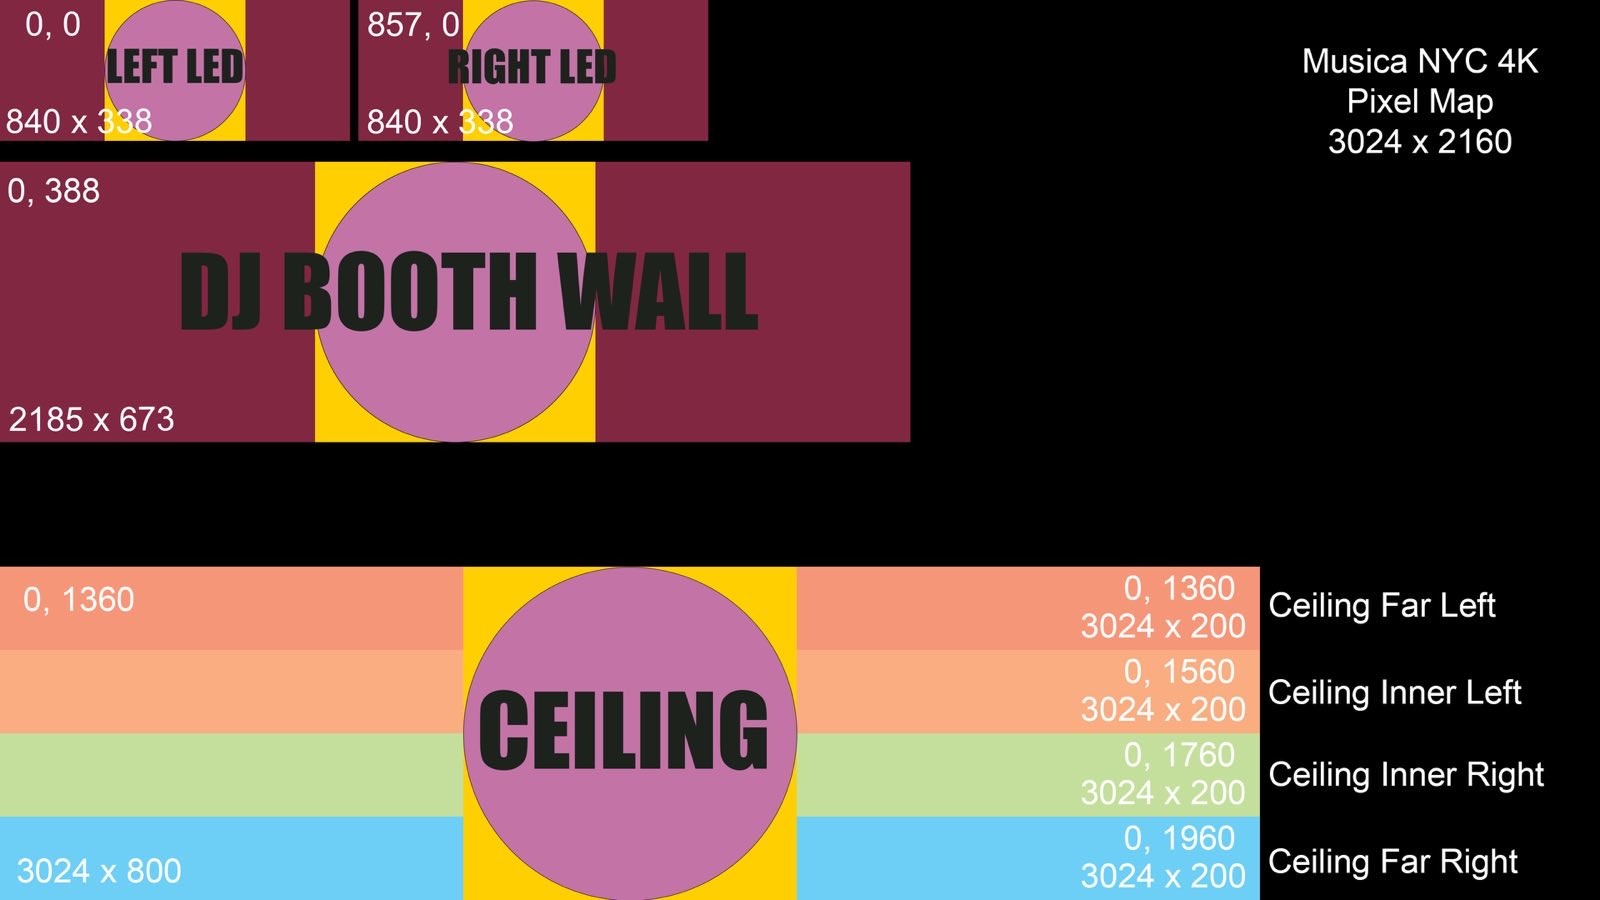 0, 0
LEFT LED
840 x 338
857, 0
RIGHT LED
840 x 338
Musica NYC 4K
Pixel Map
3024 x 2160
0, 388
DJ BOOTH WALL
2185 x 673
0, 1360
CEILING
3024 x 800
0, 1360
3024 x 200
Ceiling Far Left
0, 1560
3024 x 200
Ceiling Inner Left
0, 1760
3024 x 200
Ceiling Inner Right
0, 1960
3024 x 200
Ceiling Far Right